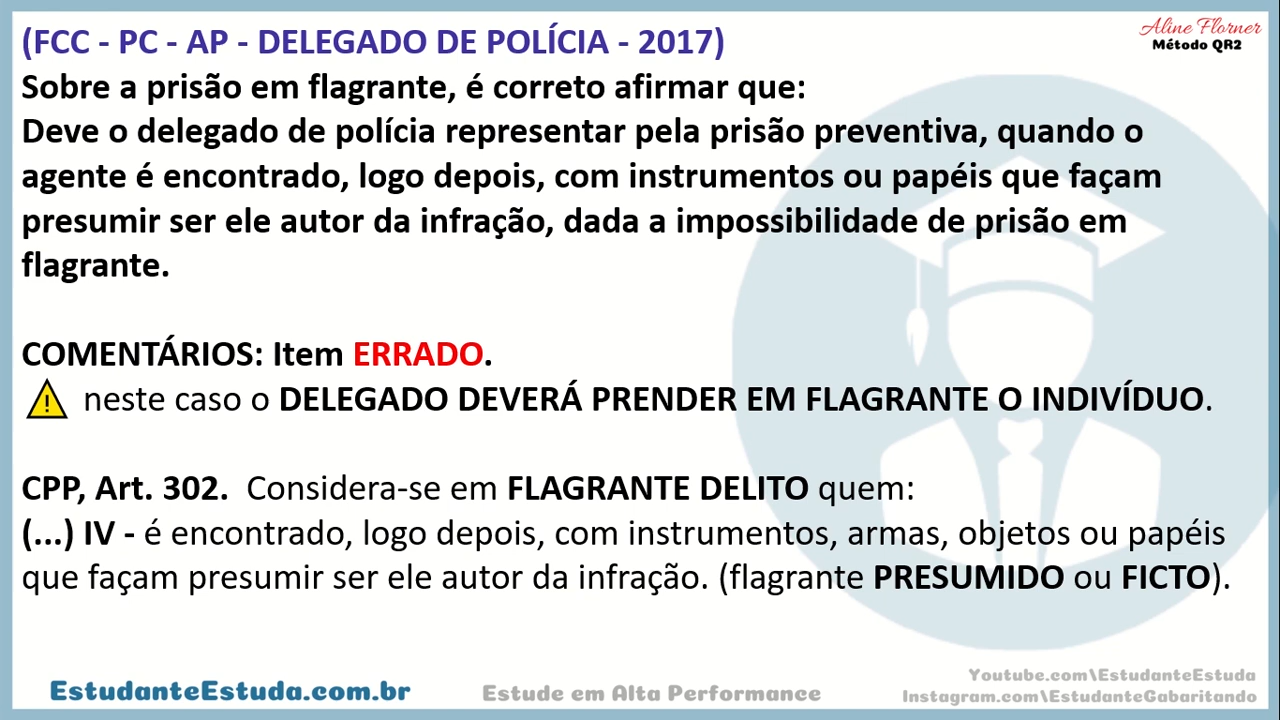 (FCC - PC - AP - DELEGADO DE POLÍCIA - 2017)
Aline Florner
Método QR2
Sobre a prisão em flagrante, é correto afirmar que:
Deve o delegado de polícia representar pela prisão preventiva, quando o
agente é encontrado, logo depois, com instrumentos ou papéis que façam
presumir ser ele autor da infração, dada a impossibilidade de prisão em
flagrante.
COMENTÁRIOS: Item ERRADO.
neste caso o DELEGADO DEVERÁ PRENDER EM FLAGRANTE O INDIVÍDUO.
CPP, Art. 302.  Considera-se em FLAGRANTE DELITO quem:
(...) IV - é encontrado, logo depois, com instrumentos, armas, objetos ou papéis
que façam presumir ser ele autor da infração. (flagrante PRESUMIDO ou FICTO).
EstudanteEstuda.com.br
Estude em Alta Performance
Youtube.com\EstudanteEstuda
Instagram.com\EstudanteGabaritando